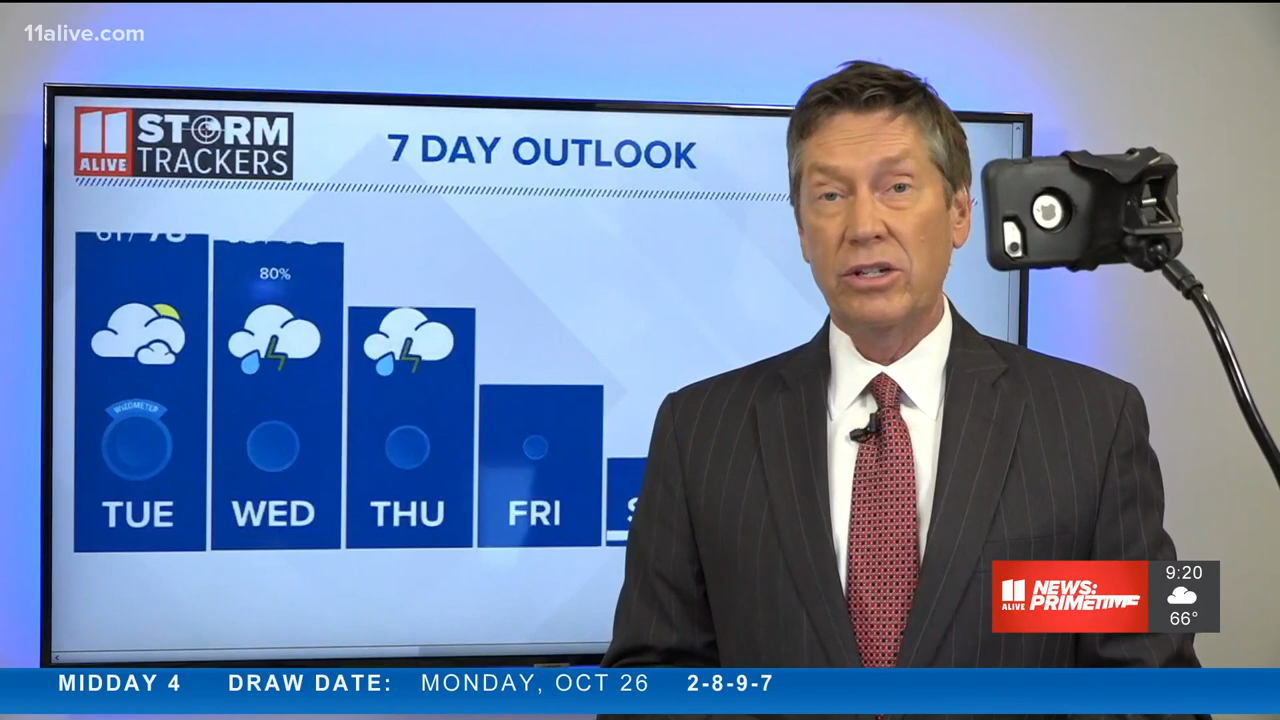 11alive.com
11 ALIVE
STORM
TRACKERS
7 DAY OUTLOOK
80%
WIZOMETER
TUE
WED
THU
FRI
S
11 ALIVE
NEWS:
PRIMETIME
9:20
66°
MIDDAY 4 DRAW DATE: MONDAY, OCT 26 2-8-9-7